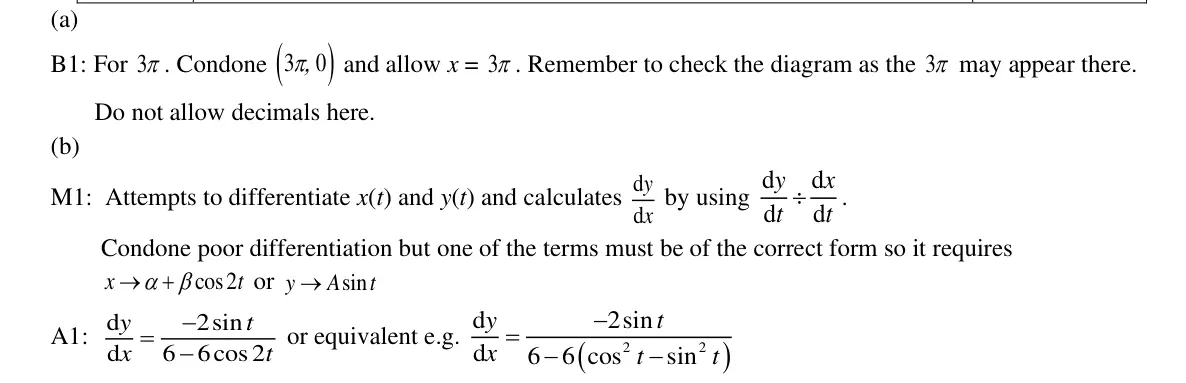 (a)
B1: For 3π . Condone (3π, 0) and allow x = 3π . Remember to check the diagram as the 3π may appear there.
Do not allow decimals here.
(b)
M1: Attempts to differentiate x(t) and y(t) and calculates dy/dx by using dy/dt ÷ dx/dt .
Condone poor differentiation but one of the terms must be of the correct form so it requires
x → α + β cos 2t or y → A sin t
A1: dy/dx = −2 sin t / (6 − 6 cos 2t) or equivalent e.g. dy/dx = −2 sin t / (6 − 6(cos² t − sin² t))